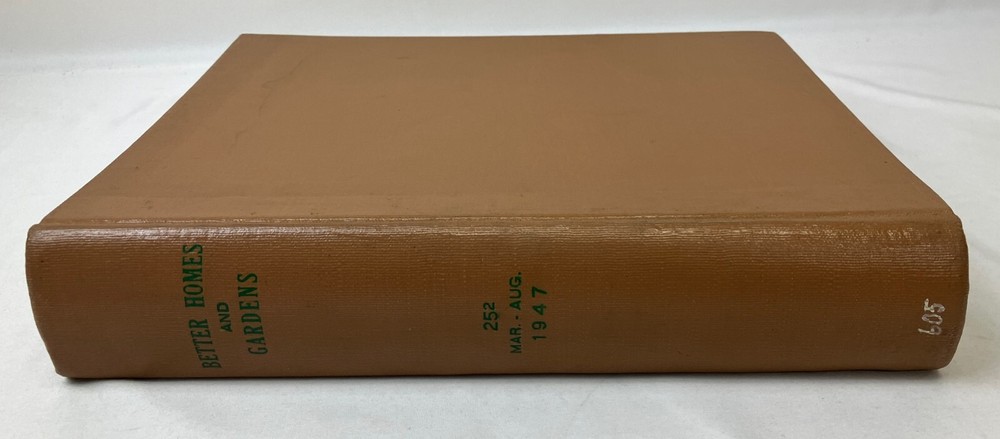 BETTER HOMES
AND
GARDENS
25²
MAR. - AUG.
1947
605